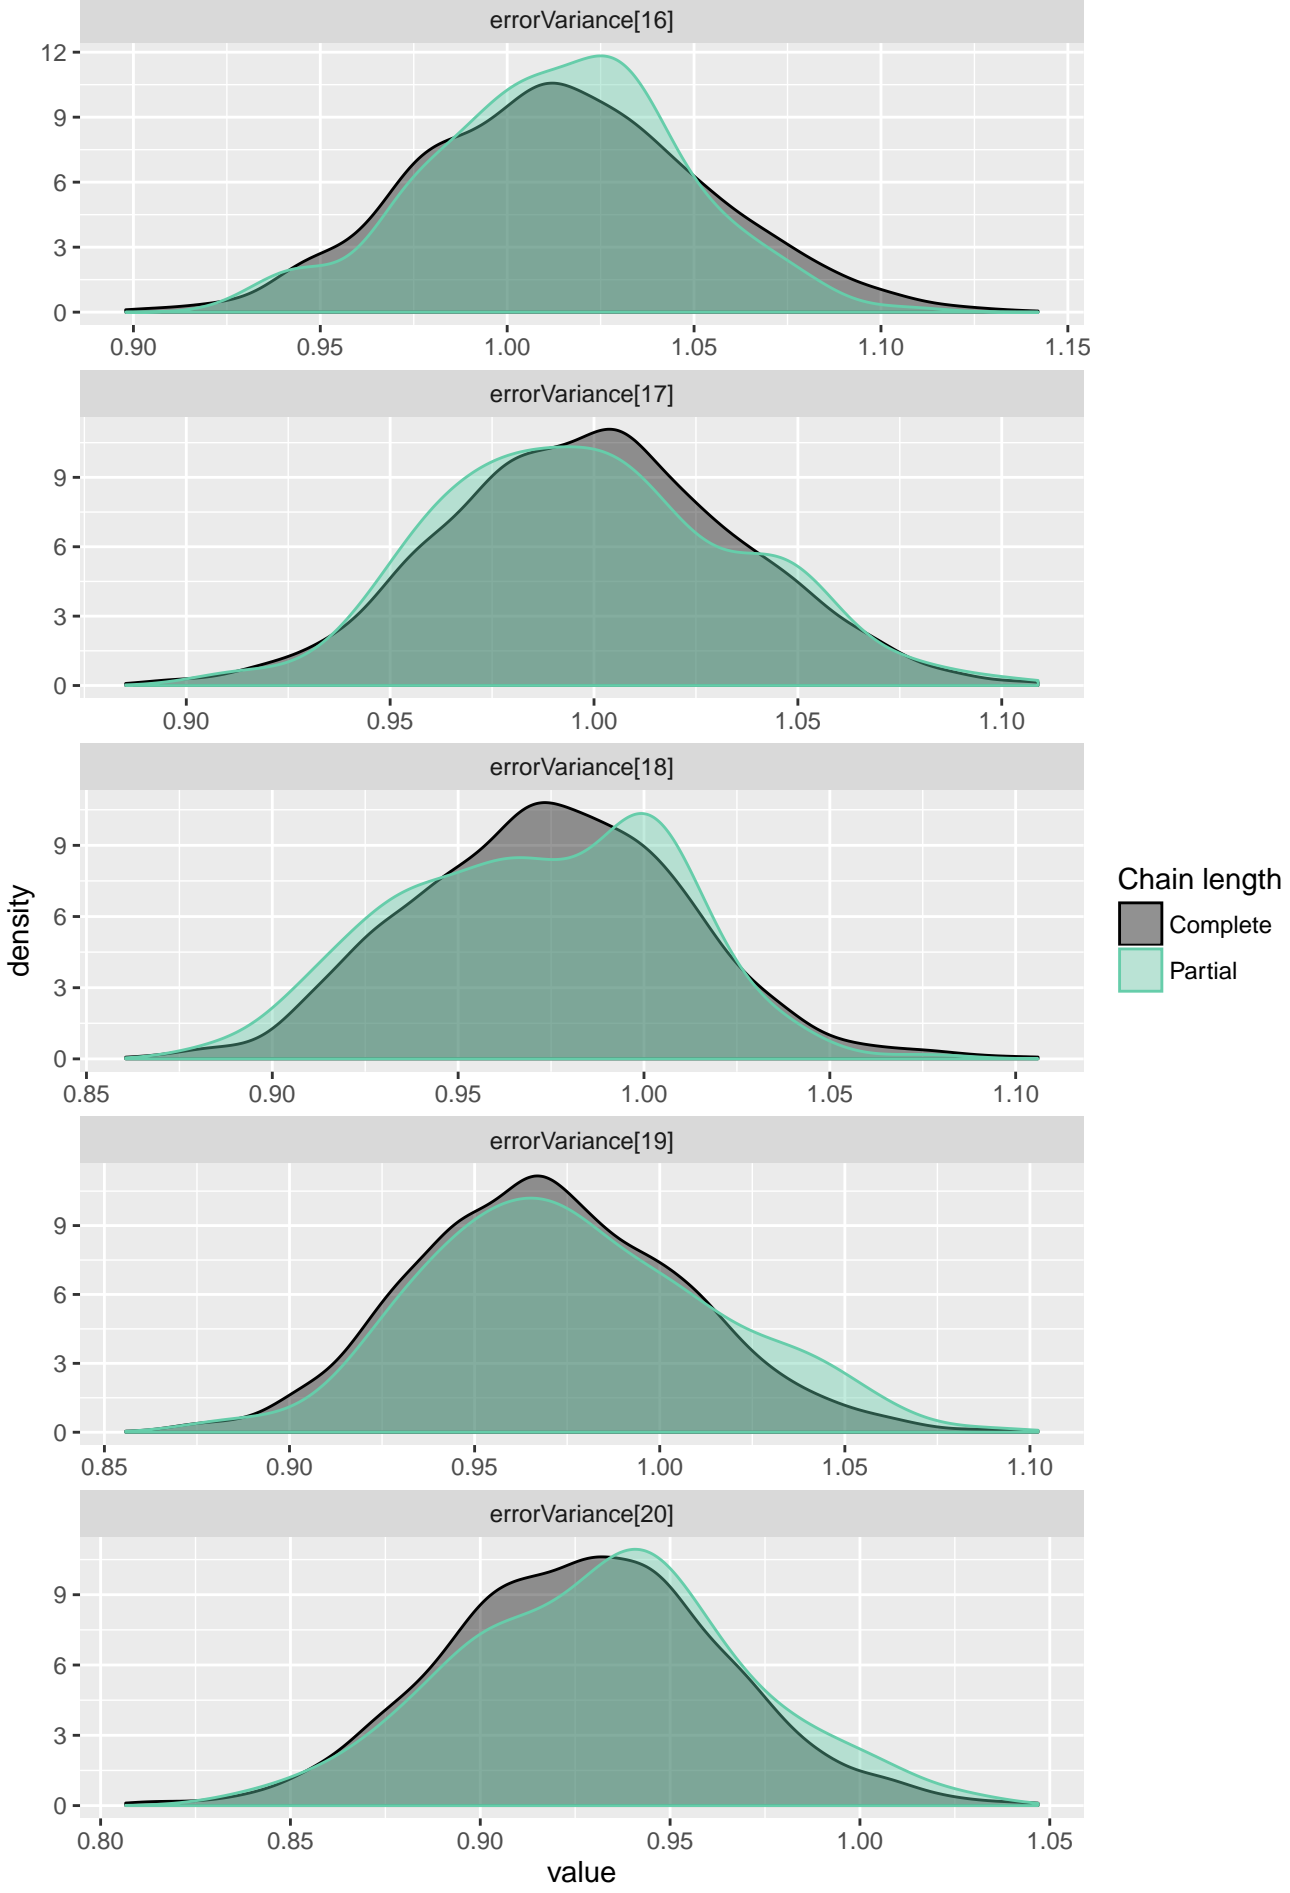 errorVariance[16]
12
9
6
3
0
0.90 0.95 1.00 1.05 1.10 1.15
errorVariance[17]
9
6
3
0
0.90 0.95 1.00 1.05 1.10
errorVariance[18]
9
6
3
0
0.85 0.90 0.95 1.00 1.05 1.10
errorVariance[19]
9
6
3
0
0.85 0.90 0.95 1.00 1.05 1.10
errorVariance[20]
9
6
3
0
0.80 0.85 0.90 0.95 1.00 1.05
value
density
Chain length
Complete
Partial